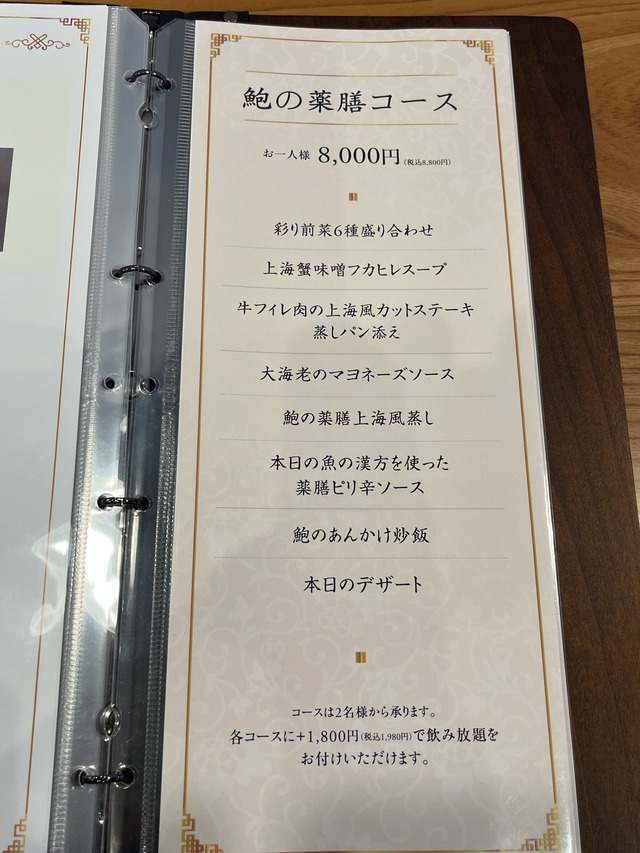 鮑の薬膳コース
お一人様 8,000円(税込8,800円)
彩り前菜6種盛り合わせ
上海蟹味噌フカヒレスープ
牛フィレ肉の上海風カットステーキ
蒸しパン添え
大海老のマヨネーズソース
鮑の薬膳上海風蒸し
本日の魚の漢方を使った
薬膳ピリ辛ソース
鮑のあんかけ炒飯
本日のデザート
コースは2名様から承ります。
各コースに+1,800円(税込1,980円)で飲み放題を
お付けいただけます。